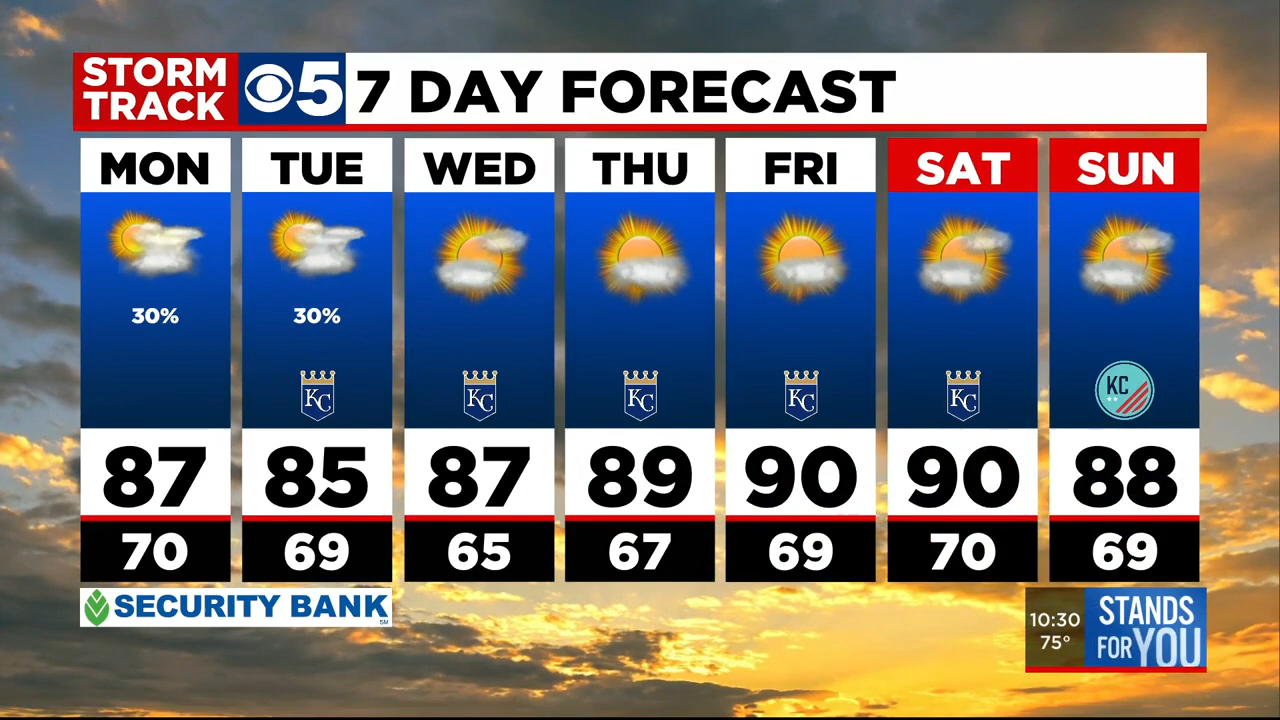 STORM
TRACK
5
7 DAY FORECAST
MON TUE WED THU FRI SAT SUN
30% 30%
KC KC KC KC KC KC
87 85 87 89 90 90 88
70 69 65 67 69 70 69
SECURITY BANK SM
10:30
75°
STANDS
FOR YOU